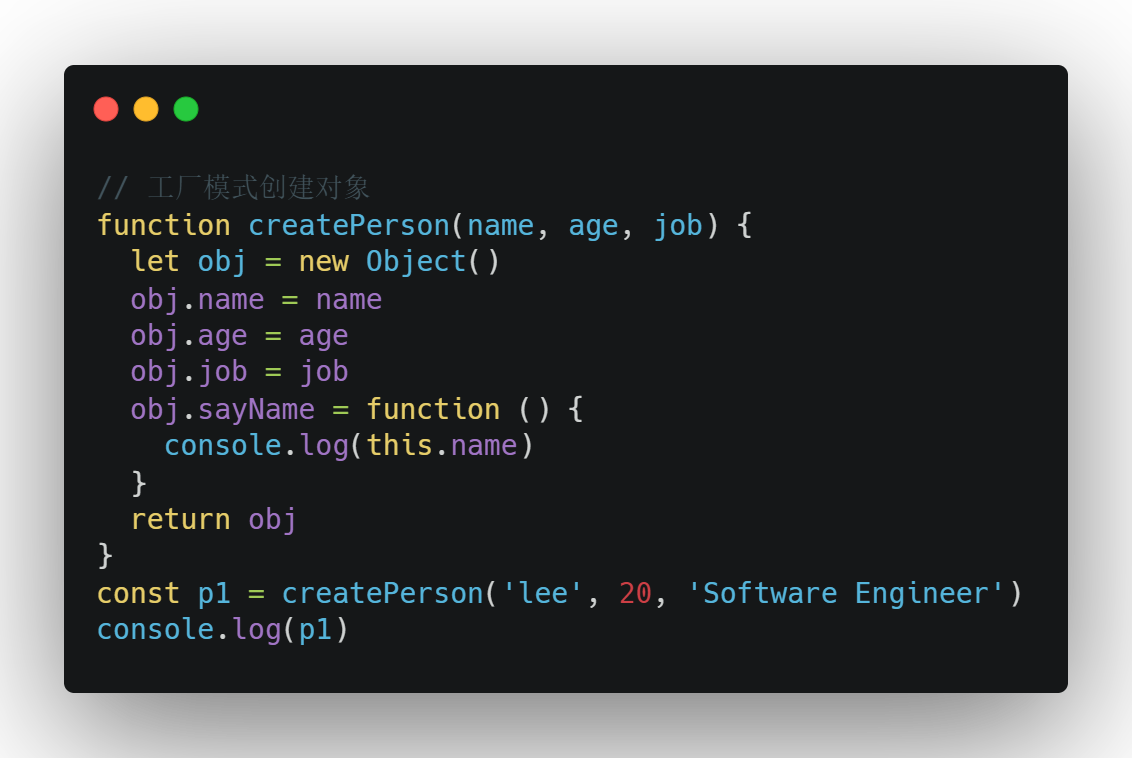 // 工厂模式创建对象
function createPerson(name, age, job) {
  let obj = new Object()
  obj.name = name
  obj.age = age
  obj.job = job
  obj.sayName = function () {
    console.log(this.name)
  }
  return obj
}
const p1 = createPerson('lee', 20, 'Software Engineer')
console.log(p1)